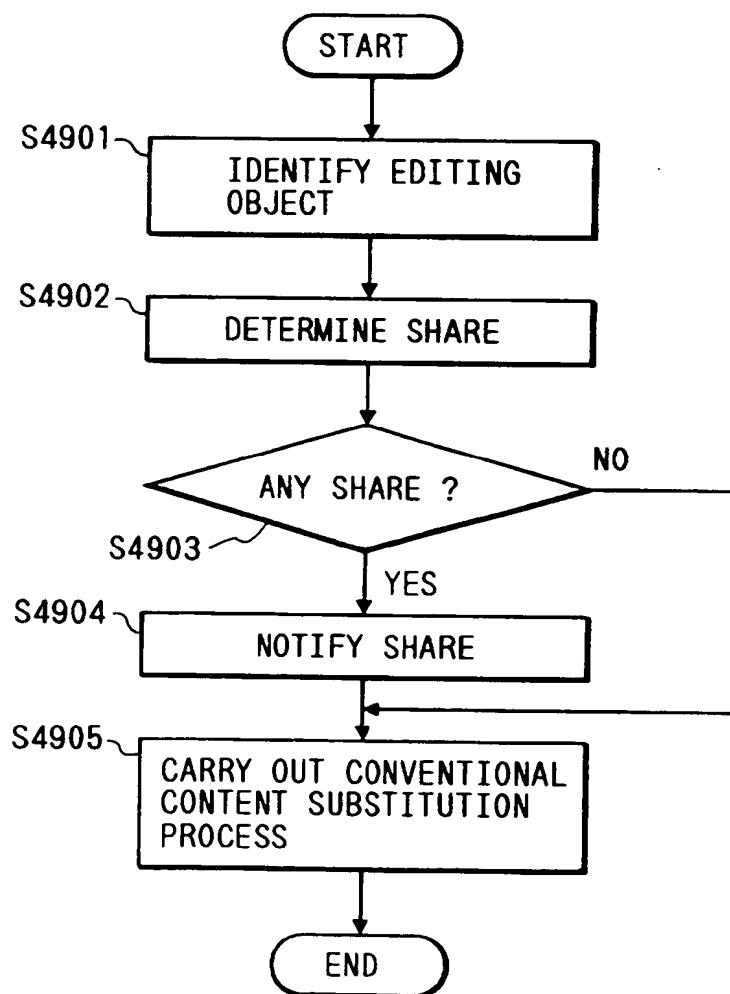 START
S4901
IDENTIFY EDITING
OBJECT
S4902
DETERMINE SHARE
ANY SHARE ?
NO
S4903
YES
S4904
NOTIFY SHARE
S4905
CARRY OUT CONVENTIONAL
CONTENT SUBSTITUTION
PROCESS
END